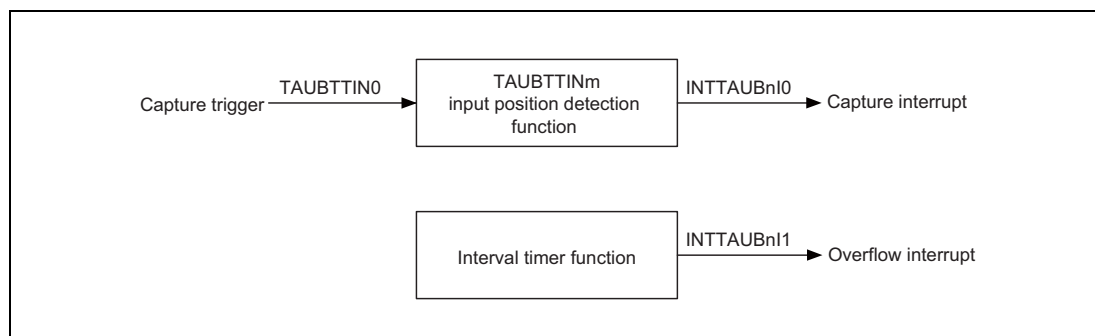 Capture trigger
TAUBTTIN0
TAUBTTINm
input position detection
function
INTTAUBnI0
Capture interrupt
Interval timer function
INTTAUBnI1
Overflow interrupt